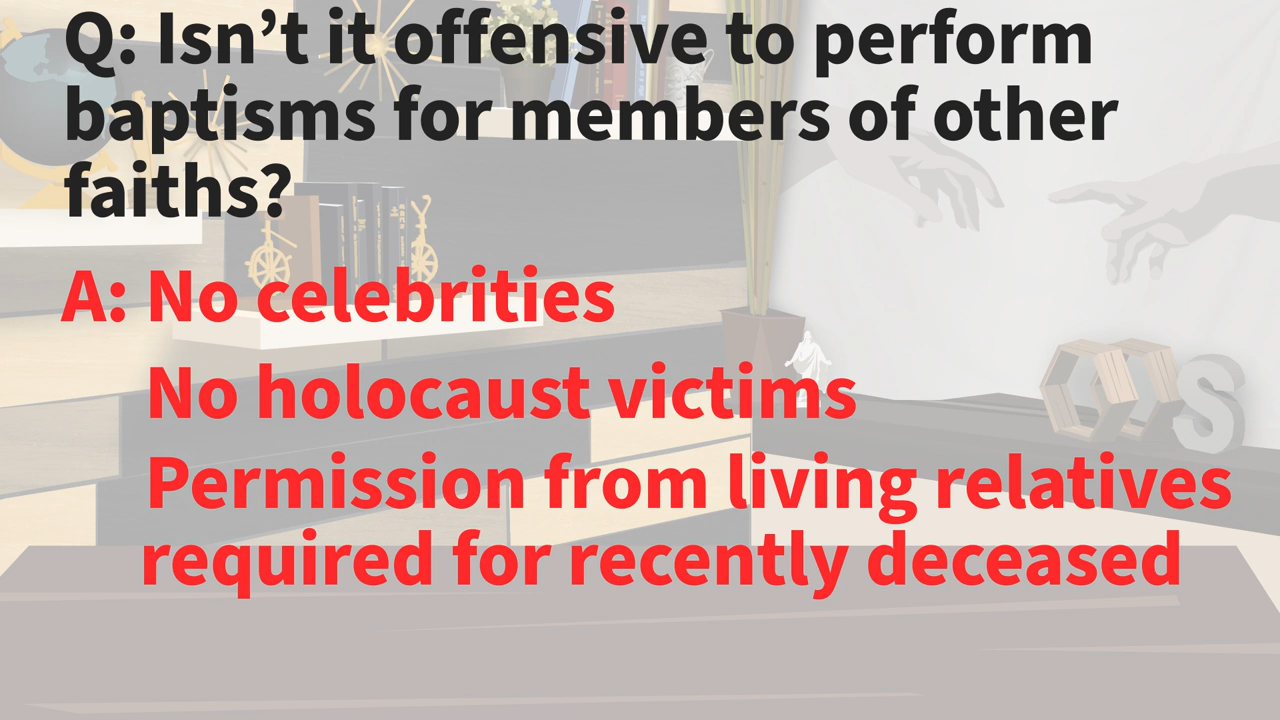 Q: Isn’t it offensive to perform
baptisms for members of other
faiths?
A: No celebrities
No holocaust victims
Permission from living relatives
required for recently deceased
S